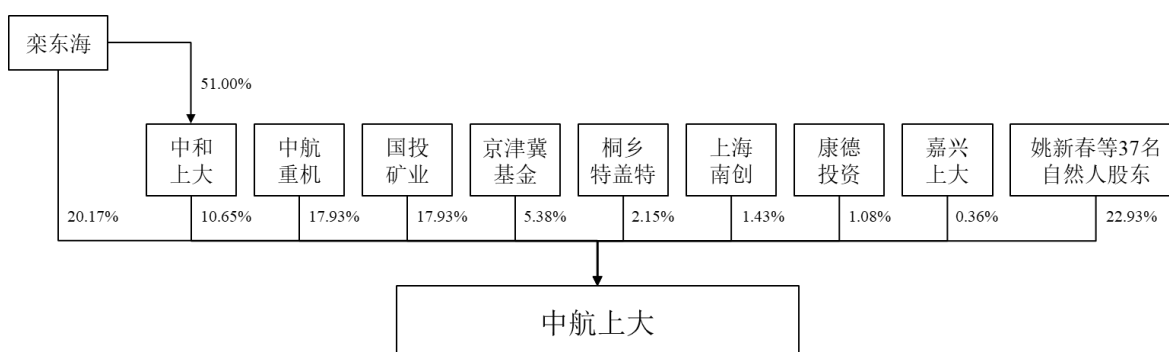 栾东海
51.00%
中和
上大
中航
重机
国投
矿业
京津冀
基金
桐乡
特盖特
上海
南创
康德
投资
嘉兴
上大
姚新春等37名
自然人股东
20.17%
10.65%
17.93%
17.93%
5.38%
2.15%
1.43%
1.08%
0.36%
22.93%
中航上大